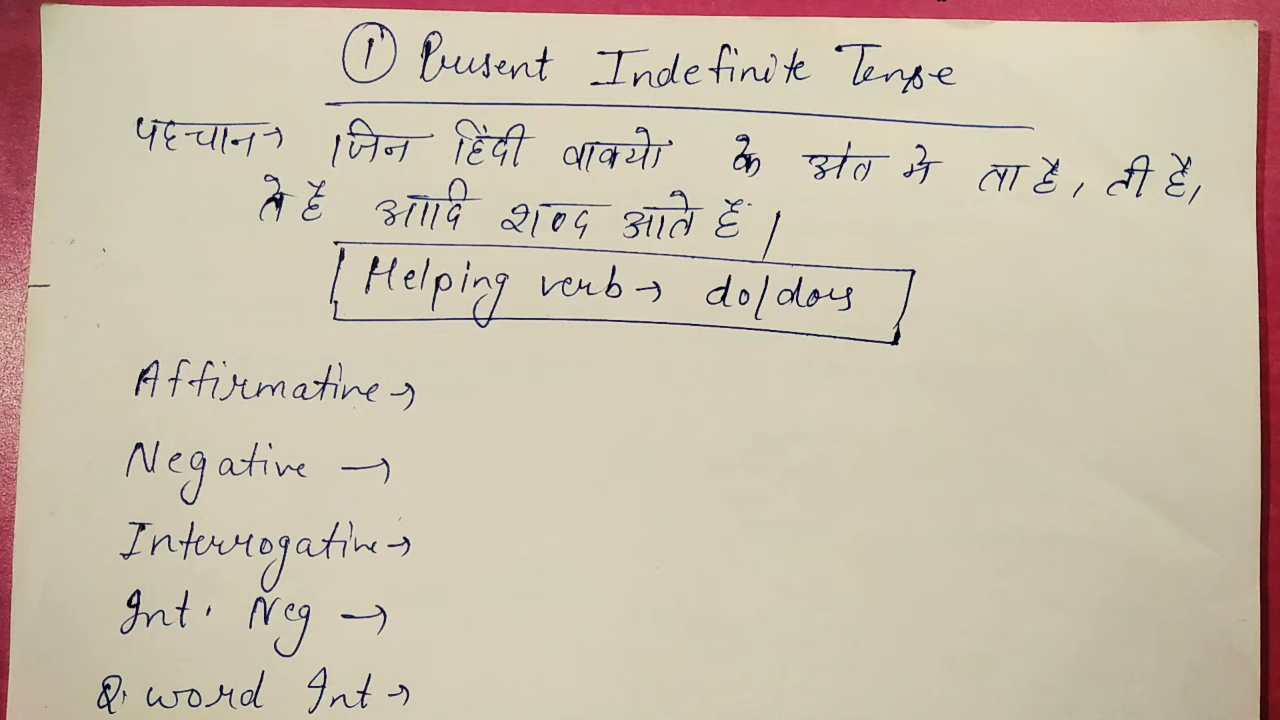 ① Present Indefinite Tense
पहचान→ जिन हिंदी वाक्यो के अंत मे ता है, ती है,
ते है आदि शब्द आते हैं।
Helping verb → do/does
Affirmative →
Negative →
Interrogative →
Int. Neg →
Q. word Int →